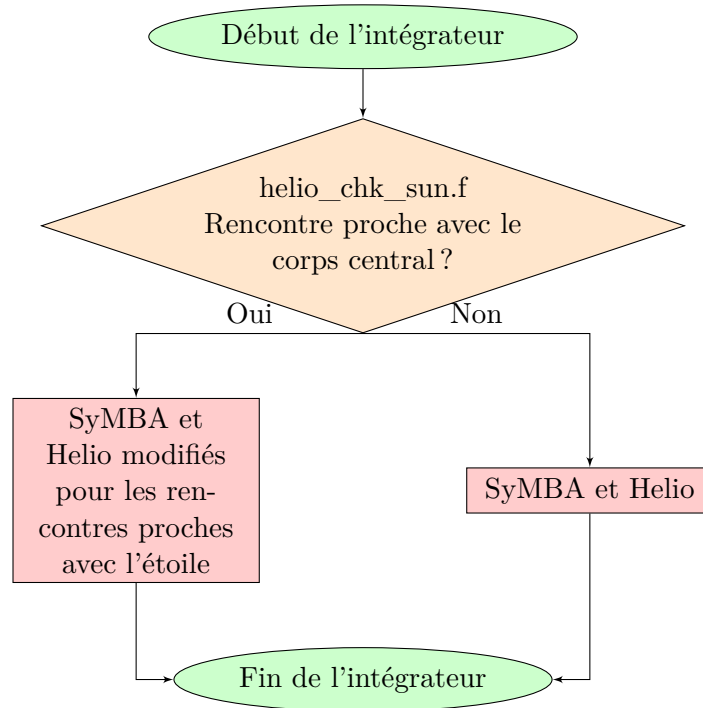 Début de l'intégrateur
helio_chk_sun.f
Rencontre proche avec le
corps central ?
Oui
Non
SyMBA et
Helio modifiés
pour les ren-
contres proches
avec l'étoile
SyMBA et Helio
Fin de l'intégrateur